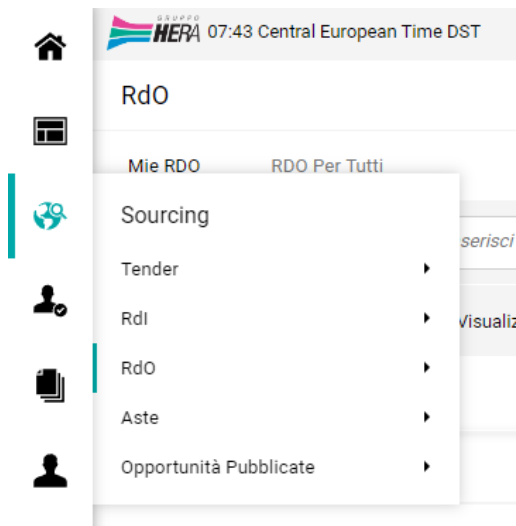 GRUPPO
HERA 07:43 Central European Time DST
RdO
Mie RDO RDO Per Tutti
Sourcing
serisci
Tender
RdI
Visualiz
RdO
Aste
Opportunità Pubblicate